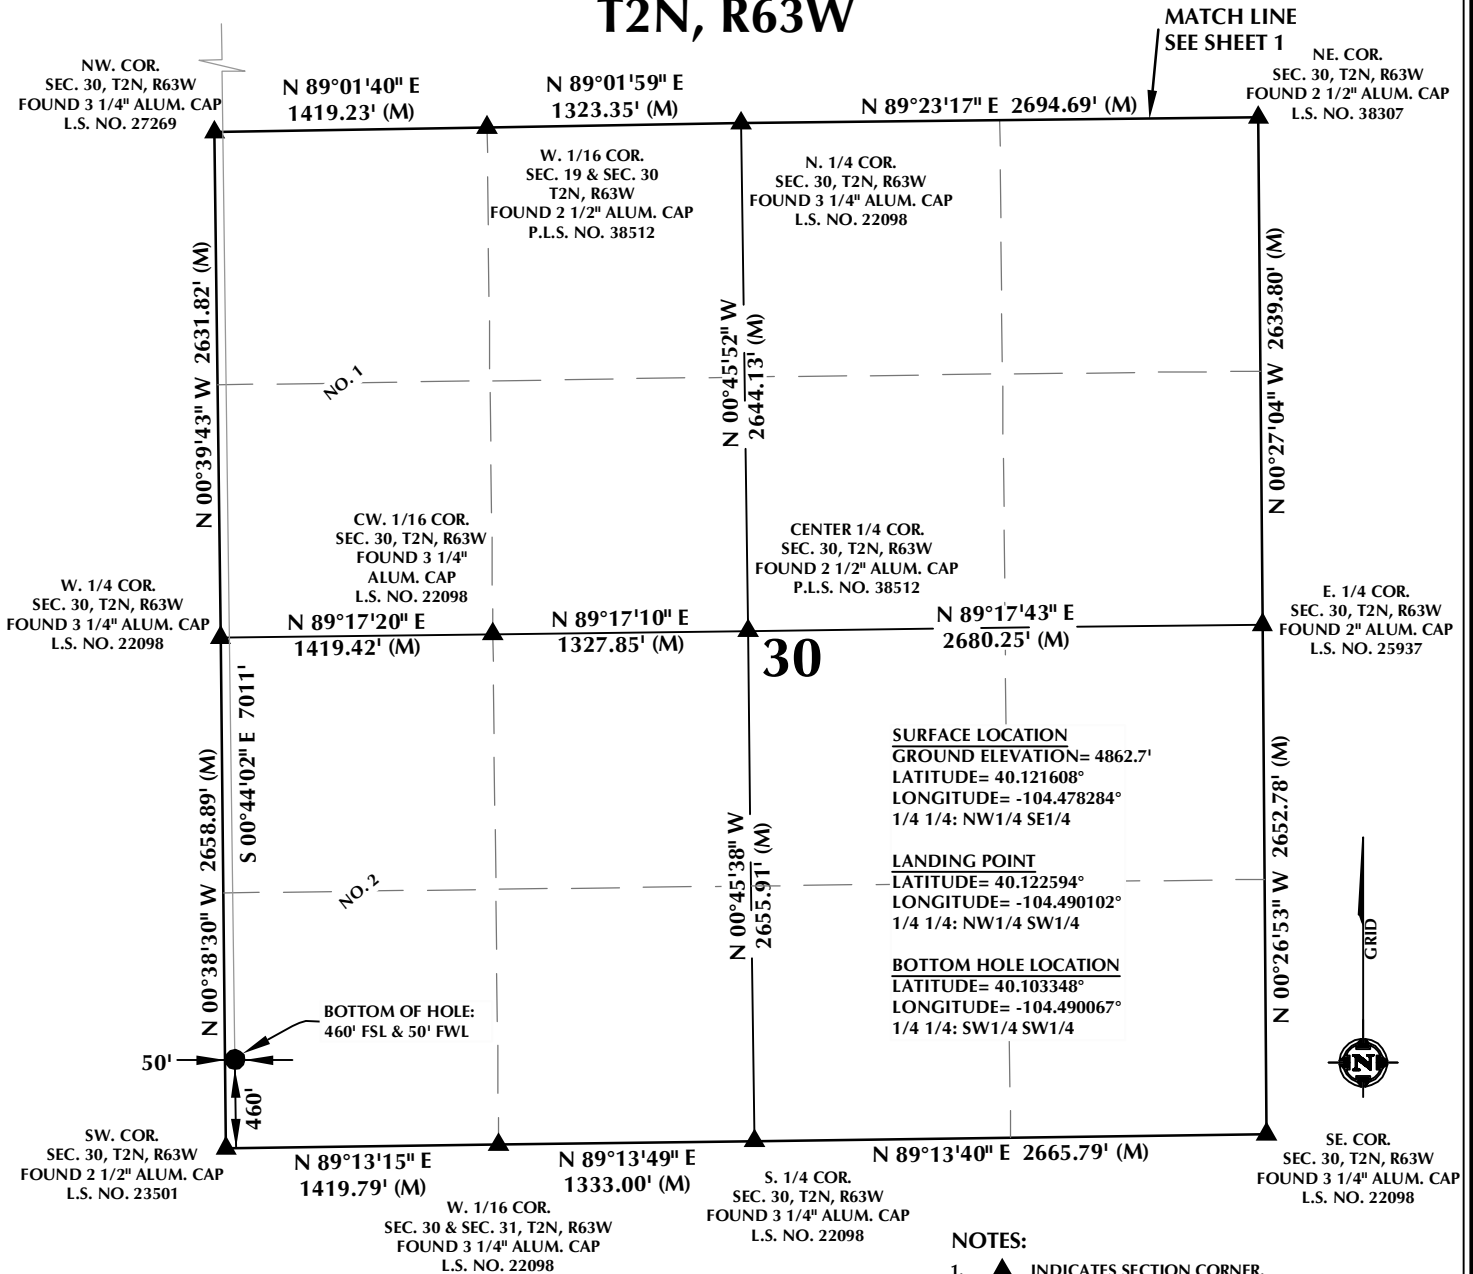 T2N, R63W
MATCH LINE
SEE SHEET 1
NW. COR.
SEC. 30, T2N, R63W
FOUND 3 1/4" ALUM. CAP
L.S. NO. 27269
N 89°01'40" E
1419.23' (M)
N 89°01'59" E
1323.35' (M)
N 89°23'17" E 2694.69' (M)
NE. COR.
SEC. 30, T2N, R63W
FOUND 2 1/2" ALUM. CAP
L.S. NO. 38307
W. 1/16 COR.
SEC. 19 & SEC. 30
T2N, R63W
FOUND 2 1/2" ALUM. CAP
P.L.S. NO. 38512
N. 1/4 COR.
SEC. 30, T2N, R63W
FOUND 3 1/4" ALUM. CAP
L.S. NO. 22098
N 00°39'43" W 2631.82' (M)
NO. 1
N 00°45'52" W
2644.13' (M)
N 00°27'04" W 2639.80' (M)
CW. 1/16 COR.
SEC. 30, T2N, R63W
FOUND 3 1/4"
ALUM. CAP
L.S. NO. 22098
CENTER 1/4 COR.
SEC. 30, T2N, R63W
FOUND 2 1/2" ALUM. CAP
P.L.S. NO. 38512
W. 1/4 COR.
SEC. 30, T2N, R63W
FOUND 3 1/4" ALUM. CAP
L.S. NO. 22098
N 89°17'20" E
1419.42' (M)
N 89°17'10" E
1327.85' (M)
30
N 89°17'43" E
2680.25' (M)
E. 1/4 COR.
SEC. 30, T2N, R63W
FOUND 2" ALUM. CAP
L.S. NO. 25937
N 00°38'30" W 2658.89' (M)
S 00°44'02" E 7011'
NO. 2
N 00°45'38" W
2655.91' (M)
SURFACE LOCATION
GROUND ELEVATION= 4862.7'
LATITUDE= 40.121608°
LONGITUDE= -104.478284°
1/4 1/4: NW1/4 SE1/4
LANDING POINT
LATITUDE= 40.122594°
LONGITUDE= -104.490102°
1/4 1/4: NW1/4 SW1/4
BOTTOM HOLE LOCATION
LATITUDE= 40.103348°
LONGITUDE= -104.490067°
1/4 1/4: SW1/4 SW1/4
N 00°26'53" W 2652.78' (M)
GRID
N
BOTTOM OF HOLE:
460' FSL & 50' FWL
50'
460'
SW. COR.
SEC. 30, T2N, R63W
FOUND 2 1/2" ALUM. CAP
L.S. NO. 23501
N 89°13'15" E
1419.79' (M)
N 89°13'49" E
1333.00' (M)
N 89°13'40" E 2665.79' (M)
SE. COR.
SEC. 30, T2N, R63W
FOUND 3 1/4" ALUM. CAP
L.S. NO. 22098
W. 1/16 COR.
SEC. 30 & SEC. 31, T2N, R63W
FOUND 3 1/4" ALUM. CAP
L.S. NO. 22098
S. 1/4 COR.
SEC. 30, T2N, R63W
FOUND 3 1/4" ALUM. CAP
L.S. NO. 22098
NOTES:
1. ▲ INDICATES SECTION CORNER.